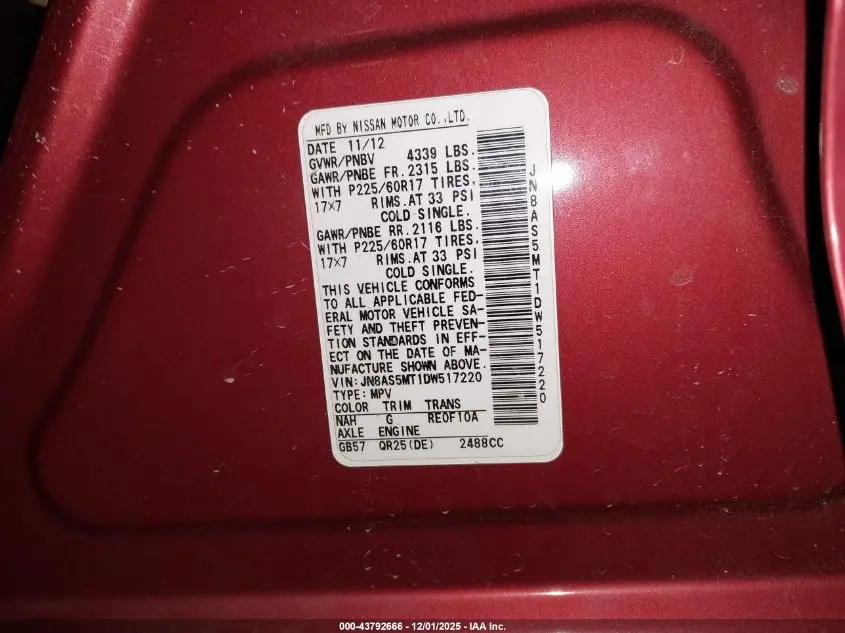 MFD BY NISSAN MOTOR CO.,LTD.
DATE 11/12
GVWR/PNBV 4339 LBS.
GAWR/PNBE FR.2315 LBS.
WITH P225/60R17 TIRES,
17×7 RIMS.AT 33 PSI
COLD SINGLE.
GAWR/PNBE RR.2116 LBS.
WITH P225/60R17 TIRES,
17×7 RIMS.AT 33 PSI
COLD SINGLE.
THIS VEHICLE CONFORMS
TO ALL APPLICABLE FED-
ERAL MOTOR VEHICLE SA-
FETY AND THEFT PREVEN-
TION STANDARDS IN EFF-
ECT ON THE DATE OF MA-
NUFACTURE SHOWN ABOVE.
VIN:JN8AS5MT1DW517220
TYPE:MPV
COLOR TRIM TRANS
NAH G RE0F10A
AXLE ENGINE
GB57 QR25(DE) 2488CC
JN8AS5MT1DW517220
000-43792666 - 12/01/2025 - IAA Inc.